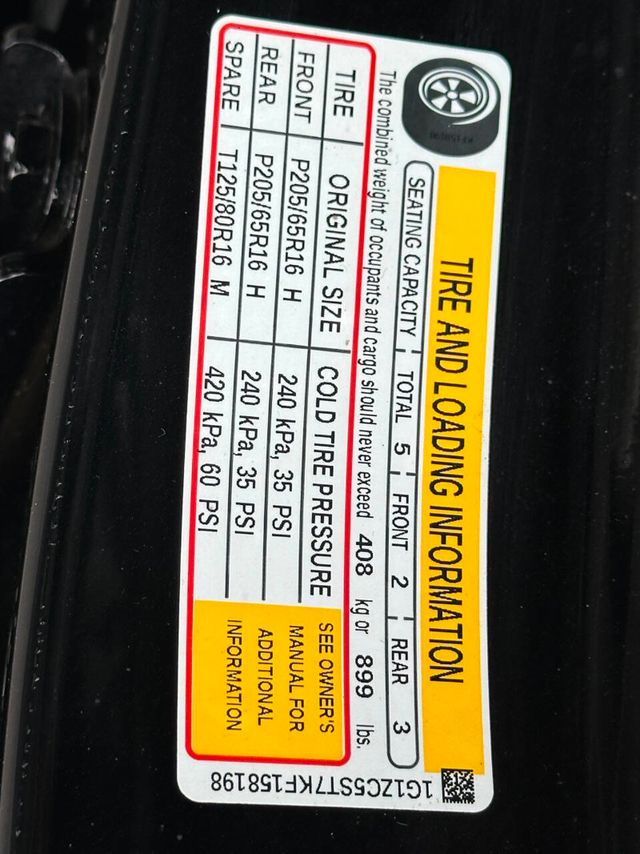 TIRE AND LOADING INFORMATION
SEATING CAPACITY TOTAL 5 FRONT 2 REAR 3
The combined weight of occupants and cargo should never exceed 408 kg or 899 lbs.
TIRE ORIGINAL SIZE COLD TIRE PRESSURE
FRONT P205/65R16 H 240 kPa, 35 PSI
REAR P205/65R16 H 240 kPa, 35 PSI
SPARE T125/80R16 M 420 kPa, 60 PSI
SEE OWNER'S
MANUAL FOR
ADDITIONAL
INFORMATION
1G1ZC5ST7KF158198